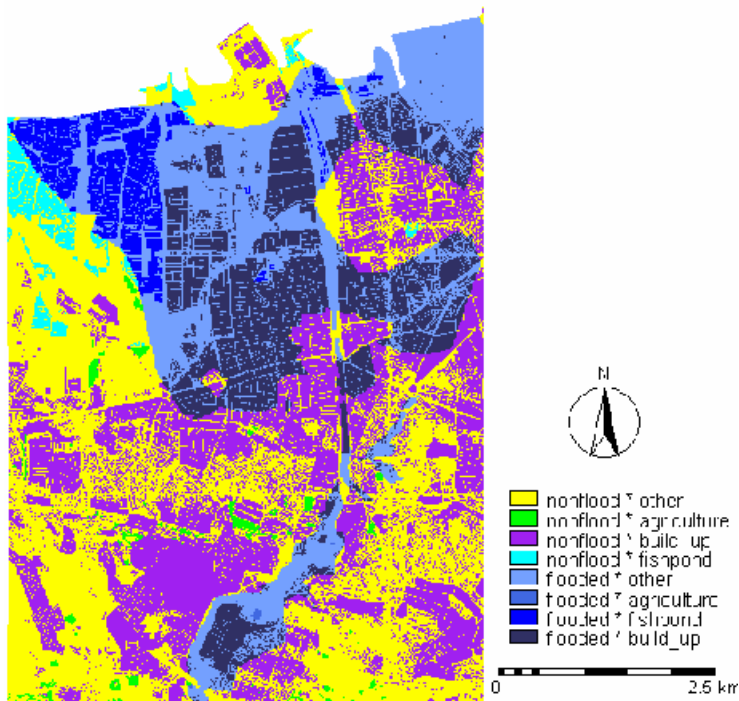 N
nonflood * other
nonflood * agriculture
nonflood * build_up
nonflood * fishpond
flooded * other
flooded * agriculture
flooded * fishpond
flooded * build_up
0 2.5 km